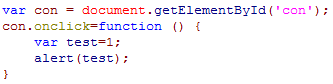 var con = document.getElementById('con');
con.onclick=function () {
    var test=1;
    alert(test);
}